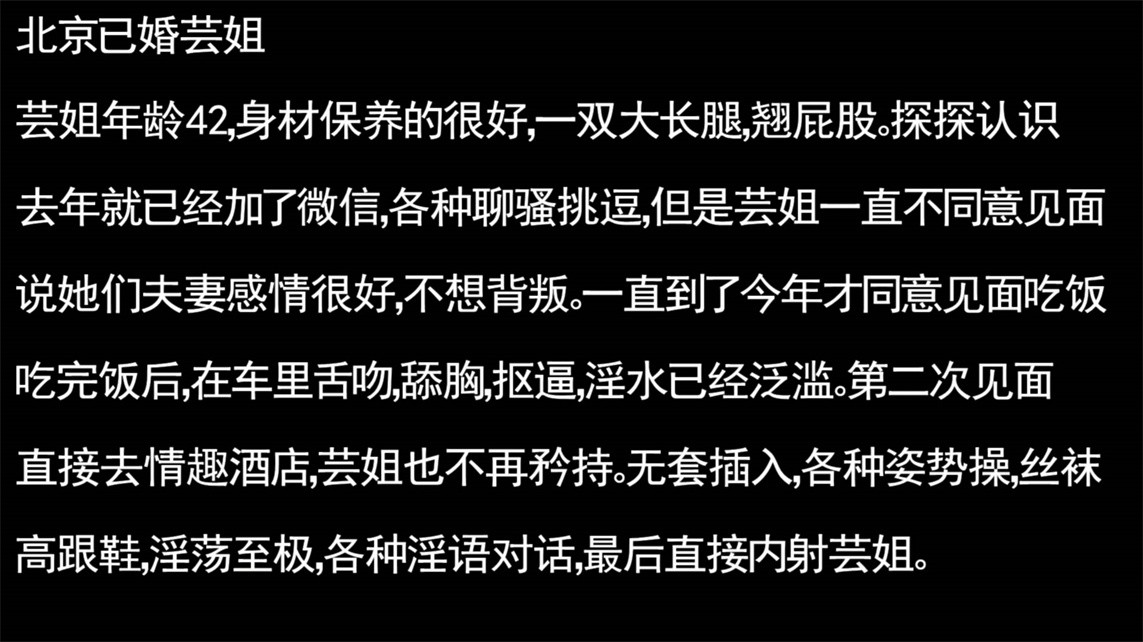 北京已婚芸姐
芸姐年龄42,身材保养的很好,一双大长腿,翘屁股。探探认识
去年就已经加了微信,各种聊骚挑逗,但是芸姐一直不同意见面
说她们夫妻感情很好,不想背叛。一直到了今年才同意见面吃饭
吃完饭后,在车里舌吻,舔胸,抠逼,淫水已经泛滥。第二次见面
直接去情趣酒店,芸姐也不再矜持。无套插入,各种姿势操,丝袜
高跟鞋,淫荡至极,各种淫语对话,最后直接内射芸姐。